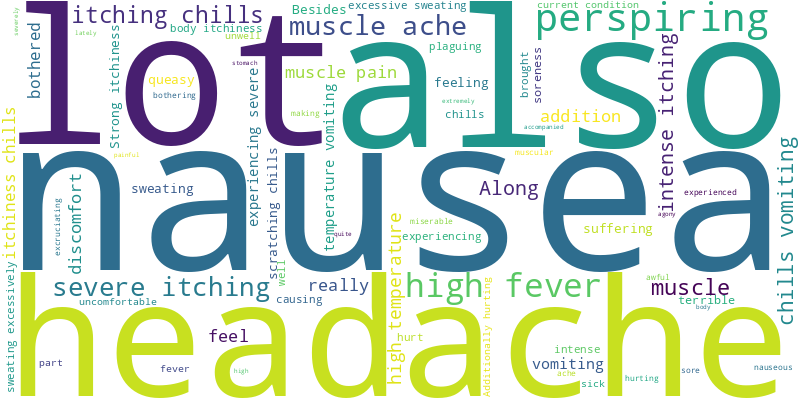 lot
also
nausea
headache
itching chills
Besides
excessive sweating
current condition
perspiring
body itchiness
muscle ache
unwell
plaguing
bothered
Strong itchiness
queasy
bothering
stomach
muscle pain
feeling
brought
soreness
intense itching
addition
extremely
chills
making
accompanied
severely
lately
experiencing severe
temperature vomiting
itchiness chills
painful
muscular
sweating
Along
experienced
discomfort
excruciating
scratching chills
quite
miserable
experiencing
suffering
agony
chills vomiting
severe itching
well
really
high temperature
high fever
awful
muscle
terrible
body
uncomfortable
causing
sweating excessively
feel
hurt
Additionally hurting
intense
vomiting
part
fever
high
ache
sick
hurting
sore
nauseous